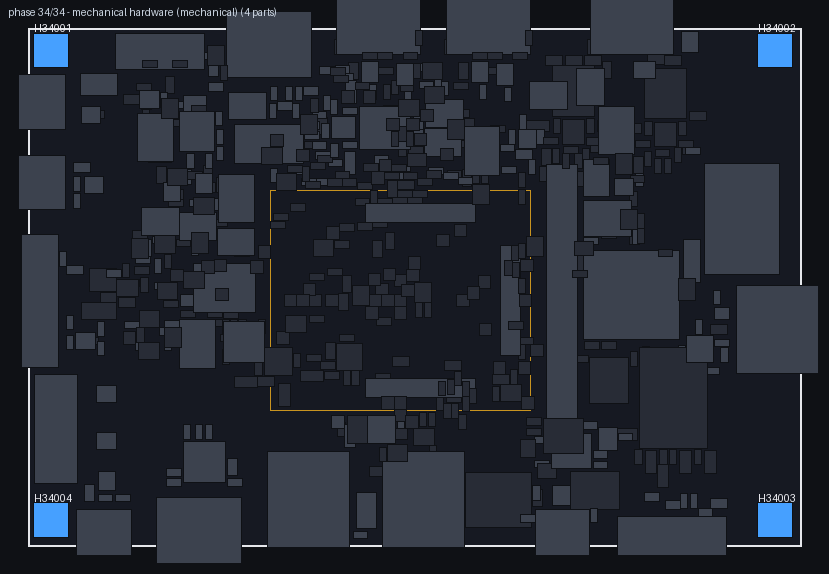 phase 34/34 - mechanical hardware (mechanical) (4 parts)
H34001
H34002
H34004
H34003